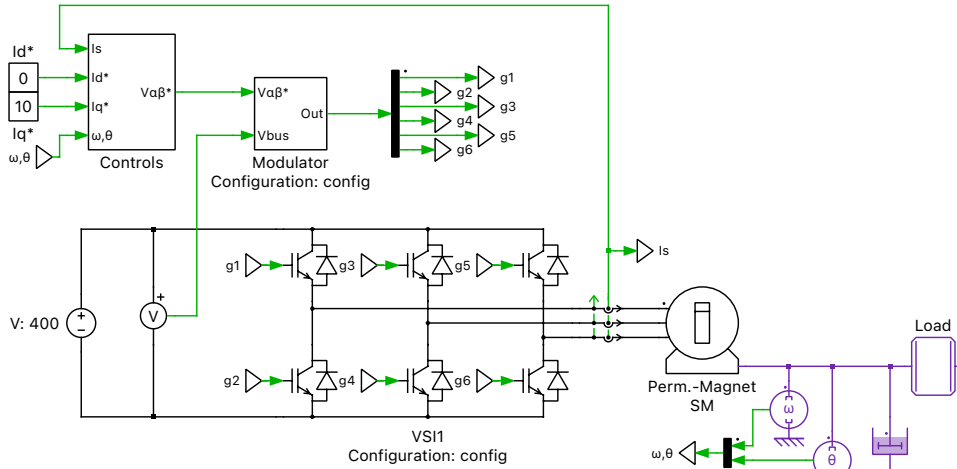 Id*
0
10
Iq*
ω,θ
Is
Id*
Iq*
ω,θ
Vαβ*
Controls
Vαβ*
Vbus
Out
Modulator
Configuration: config
g1
g2
g3
g4
g5
g6
Is
V: 400
+
V
g1
g3
g5
g2
g4
g6
VSI1
Configuration: config
Perm.-Magnet
SM
Load
ω
θ
ω,θ